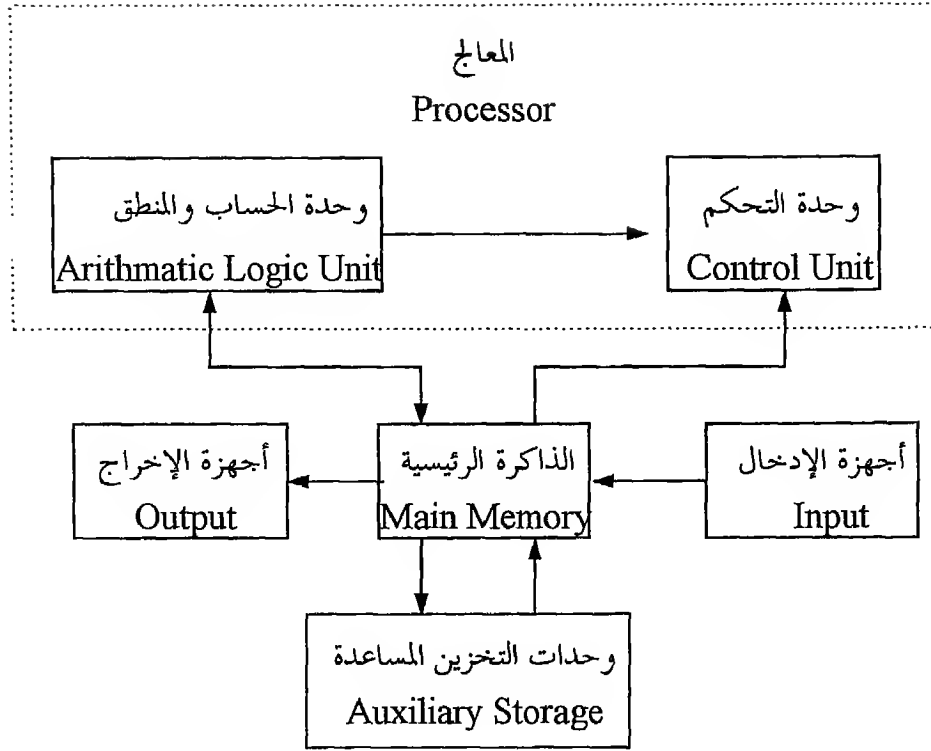 المعالج
Processor
وحدة الحساب والمنطق
Arithmatic Logic Unit
وحدة التحكم
Control Unit
أجهزة الإخراج
Output
الذاكرة الرئيسية
Main Memory
أجهزة الإدخال
Input
وحدات التخزين المساعدة
Auxiliary Storage